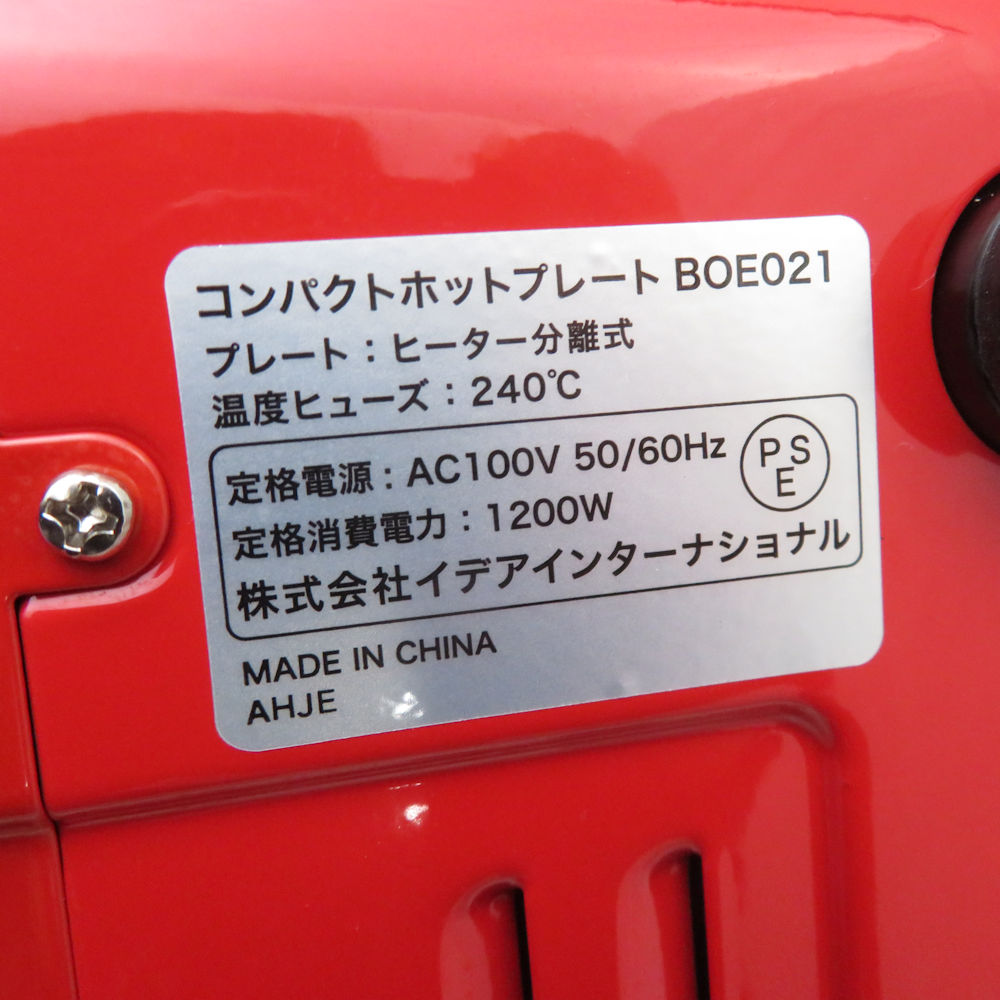 コンパクトホットプレート BOE021
プレート：ヒーター分離式
温度ヒューズ：240℃
定格電源：AC100V 50/60Hz
PSE
定格消費電力：1200W
株式会社イデアインターナショナル
MADE IN CHINA
AHJE